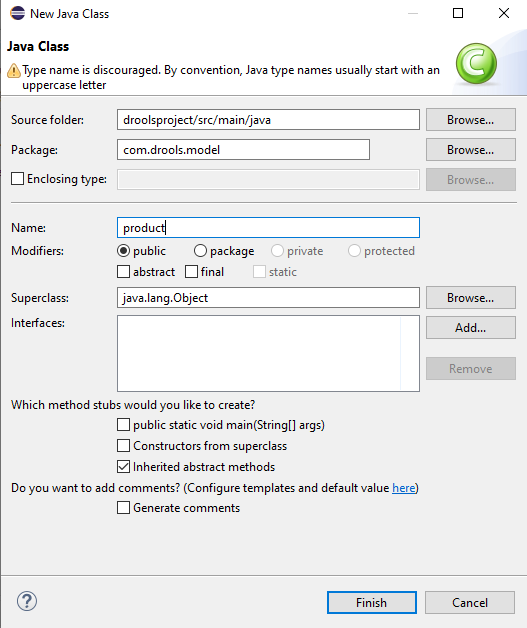 New Java Class
Java Class
Type name is discouraged. By convention, Java type names usually start with an
uppercase letter
Source folder: droolsproject/src/main/java Browse...
Package: com.drools.model Browse...
Enclosing type: Browse...
Name: product
Modifiers: public package private protected
abstract final static
Superclass: java.lang.Object Browse...
Interfaces: Add...
Remove
Which method stubs would you like to create?
public static void main(String[] args)
Constructors from superclass
Inherited abstract methods
Do you want to add comments? (Configure templates and default value here)
Generate comments
? Finish Cancel